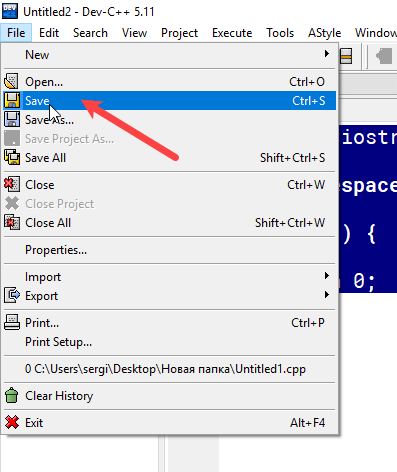 Untitled2 - Dev-C++ 5.11
File Edit Search View Project Execute Tools AStyle
New
Open... Ctrl+O
Save Ctrl+S
Save As...
Save Project As...
Save All Shift+Ctrl+S
Close Ctrl+W
Close Project
Close All Shift+Ctrl+W
Properties...
Import
Export
Print... Ctrl+P
Print Setup...
0 C:\users\sergi\Desktop\Новая папка\Untitled1.cpp
Clear History
Exit Alt+F4
iostr
espace
) {
0;